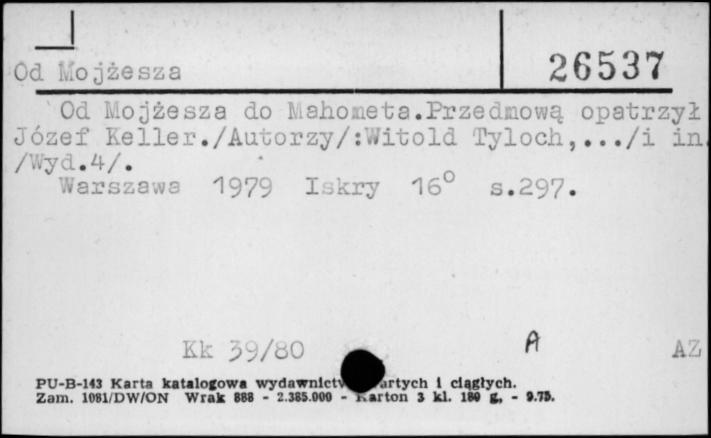 Od Mojżesza
26537
Od Mojżesza do Mahometa.Przedmową opatrzył
Józef Keller./Autorzy/:Witold Tyloch,.../i in.
/Wyd.4/.
Warszawa 1979 Iskry 16° s.297.
Kk 39/80
A
AZ
PU-B-143 Karta katalogowa wydawnictw artych i ciągłych.
Zam. 1081/DW/ON Wrak 888 - 2.385.000 - Karton 3 kl. 180 g. - 9.75.